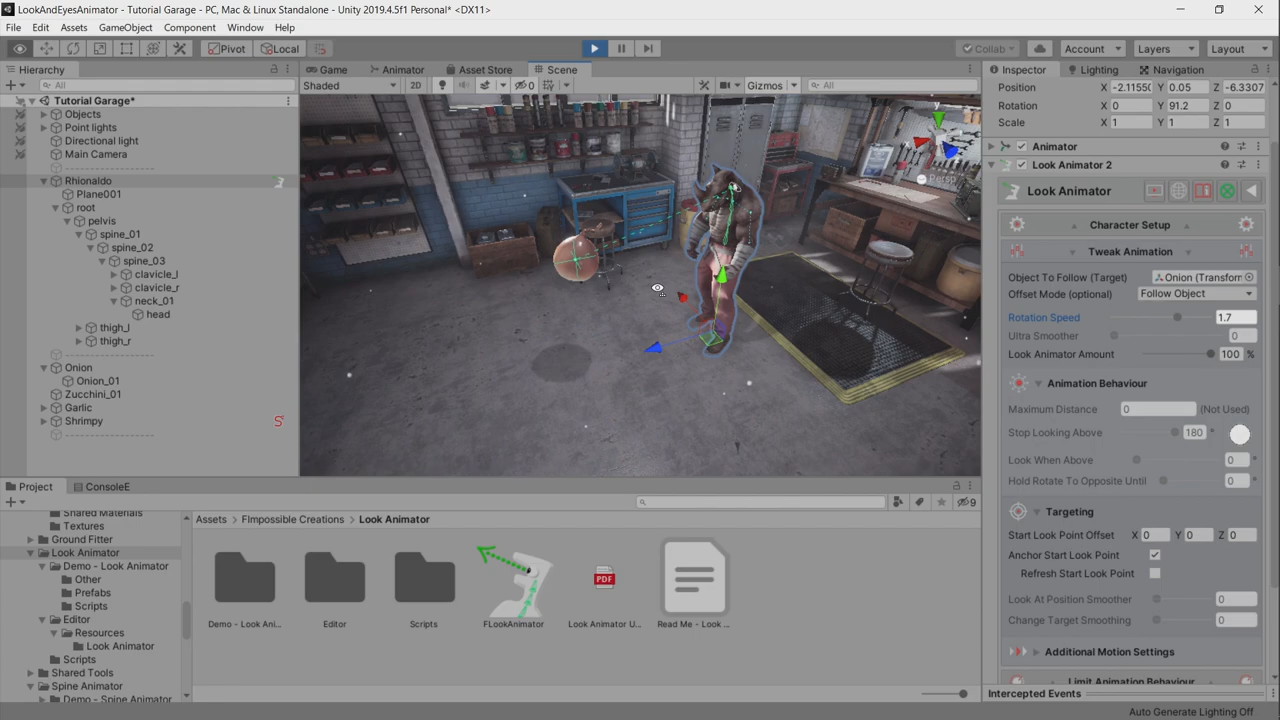 LookAndEyesAnimator - Tutorial Garage - PC, Mac & Linux Standalone - Unity 2019.4.5f1 Personal* <DX11>
File Edit Assets GameObject Component Window Help
Pivot Local Collab Account Layers Layout
Hierarchy
All
Tutorial Garage*
Objects
Point lights
Directional light
Main Camera
--------------------
Rhionaldo
Plane001
root
pelvis
spine_01
spine_02
spine_03
clavicle_l
clavicle_r
neck_01
head
thigh_l
thigh_r
--------------------
Onion
Onion_01
Zucchini_01
Garlic
Shrimpy
--------------------
Game Animator Asset Store Scene
Shaded 2D 0 Gizmos All
y
Persp
Inspector Lighting Navigation
Position X -2.1155( Y 0.05 Z -6.3307
Rotation X 0 Y 91.2 Z 0
Scale X 1 Y 1 Z 1
Animator
Look Animator 2
Look Animator
Character Setup
Tweak Animation
Object To Follow (Target) Onion (Transform
Offset Mode (optional) Follow Object
Rotation Speed 1.7
Ultra Smoother 0
Look Animator Amount 100 %
Animation Behaviour
Maximum Distance 0 (Not Used)
Stop Looking Above 180 °
Look When Above 0 °
Hold Rotate To Opposite Until 0 °
Targeting
Start Look Point Offset X 0 Y 0 Z 0
Anchor Start Look Point
Refresh Start Look Point
Look At Position Smoother 0
Change Target Smoothing 0
Additional Motion Settings
Limit Animation Behaviour
Intercepted Events
Auto Generate Lighting Off
Project ConsoleE
9
Shared Materials
Textures
Ground Fitter
Look Animator
Demo - Look Animator
Other
Prefabs
Scripts
Editor
Resources
Look Animator
Scripts
Shared Tools
Spine Animator
Demo - Spine Animator
Assets > FImpossible Creations > Look Animator
PDF
Demo - Look Ani... Editor Scripts FLookAnimator Look Animator U... Read Me - Look ...